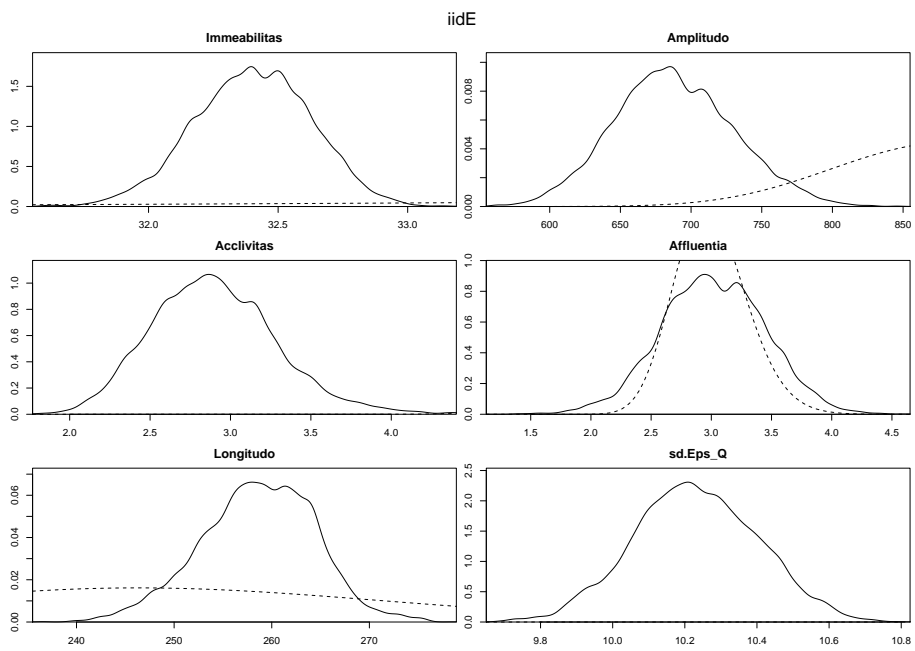 iidE
Immeabilitas
0.0 0.5 1.0 1.5
32.0 32.5 33.0
Amplitudo
0.000 0.004 0.008
600 650 700 750 800 850
Acclivitas
0.0 0.2 0.4 0.6 0.8 1.0
2.0 2.5 3.0 3.5 4.0
Affluentia
0.0 0.2 0.4 0.6 0.8 1.0
1.5 2.0 2.5 3.0 3.5 4.0 4.5
Longitudo
0.00 0.02 0.04 0.06
240 250 260 270
sd.Eps_Q
0.0 0.5 1.0 1.5 2.0 2.5
9.8 10.0 10.2 10.4 10.6 10.8